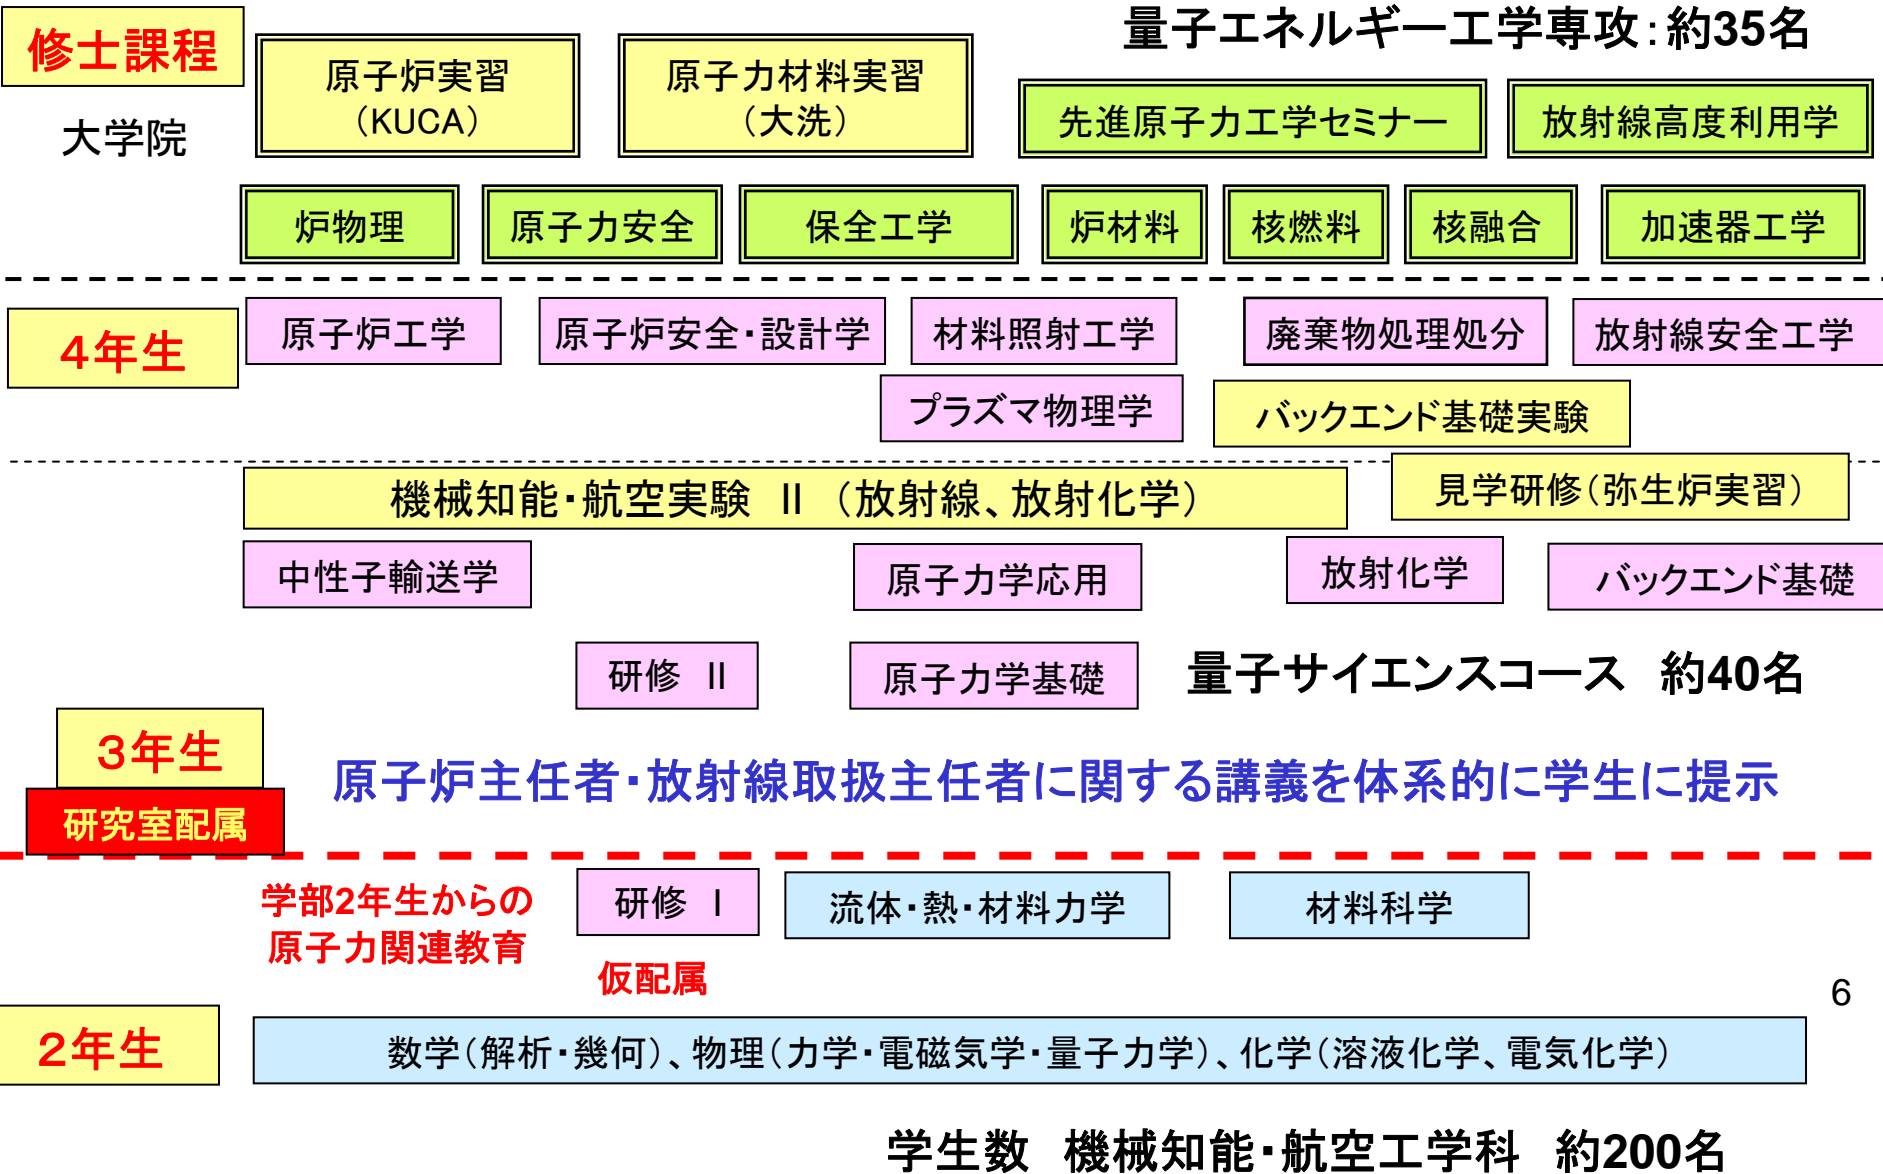 修士課程
大学院
量子エネルギー工学専攻：約35名
原子炉実習
（KUCA）
原子力材料実習
（大洗）
先進原子力工学セミナー
放射線高度利用学
炉物理
原子力安全
保全工学
炉材料
核燃料
核融合
加速器工学
4年生
原子炉工学
原子炉安全・設計学
材料照射工学
廃棄物処理処分
放射線安全工学
プラズマ物理学
バックエンド基礎実験
機械知能・航空実験 Ⅱ（放射線、放射化学）
見学研修（弥生炉実習）
中性子輸送学
原子力学応用
放射化学
バックエンド基礎
研修 Ⅱ
原子力学基礎
量子サイエンスコース 約40名
3年生
研究室配属
原子炉主任者・放射線取扱主任者に関する講義を体系的に学生に提示
学部2年生からの
原子力関連教育
研修 Ⅰ
仮配属
流体・熱・材料力学
材料科学
6
2年生
数学（解析・幾何）、物理（力学・電磁気学・量子力学）、化学（溶液化学、電気化学）
学生数 機械知能・航空工学科 約200名